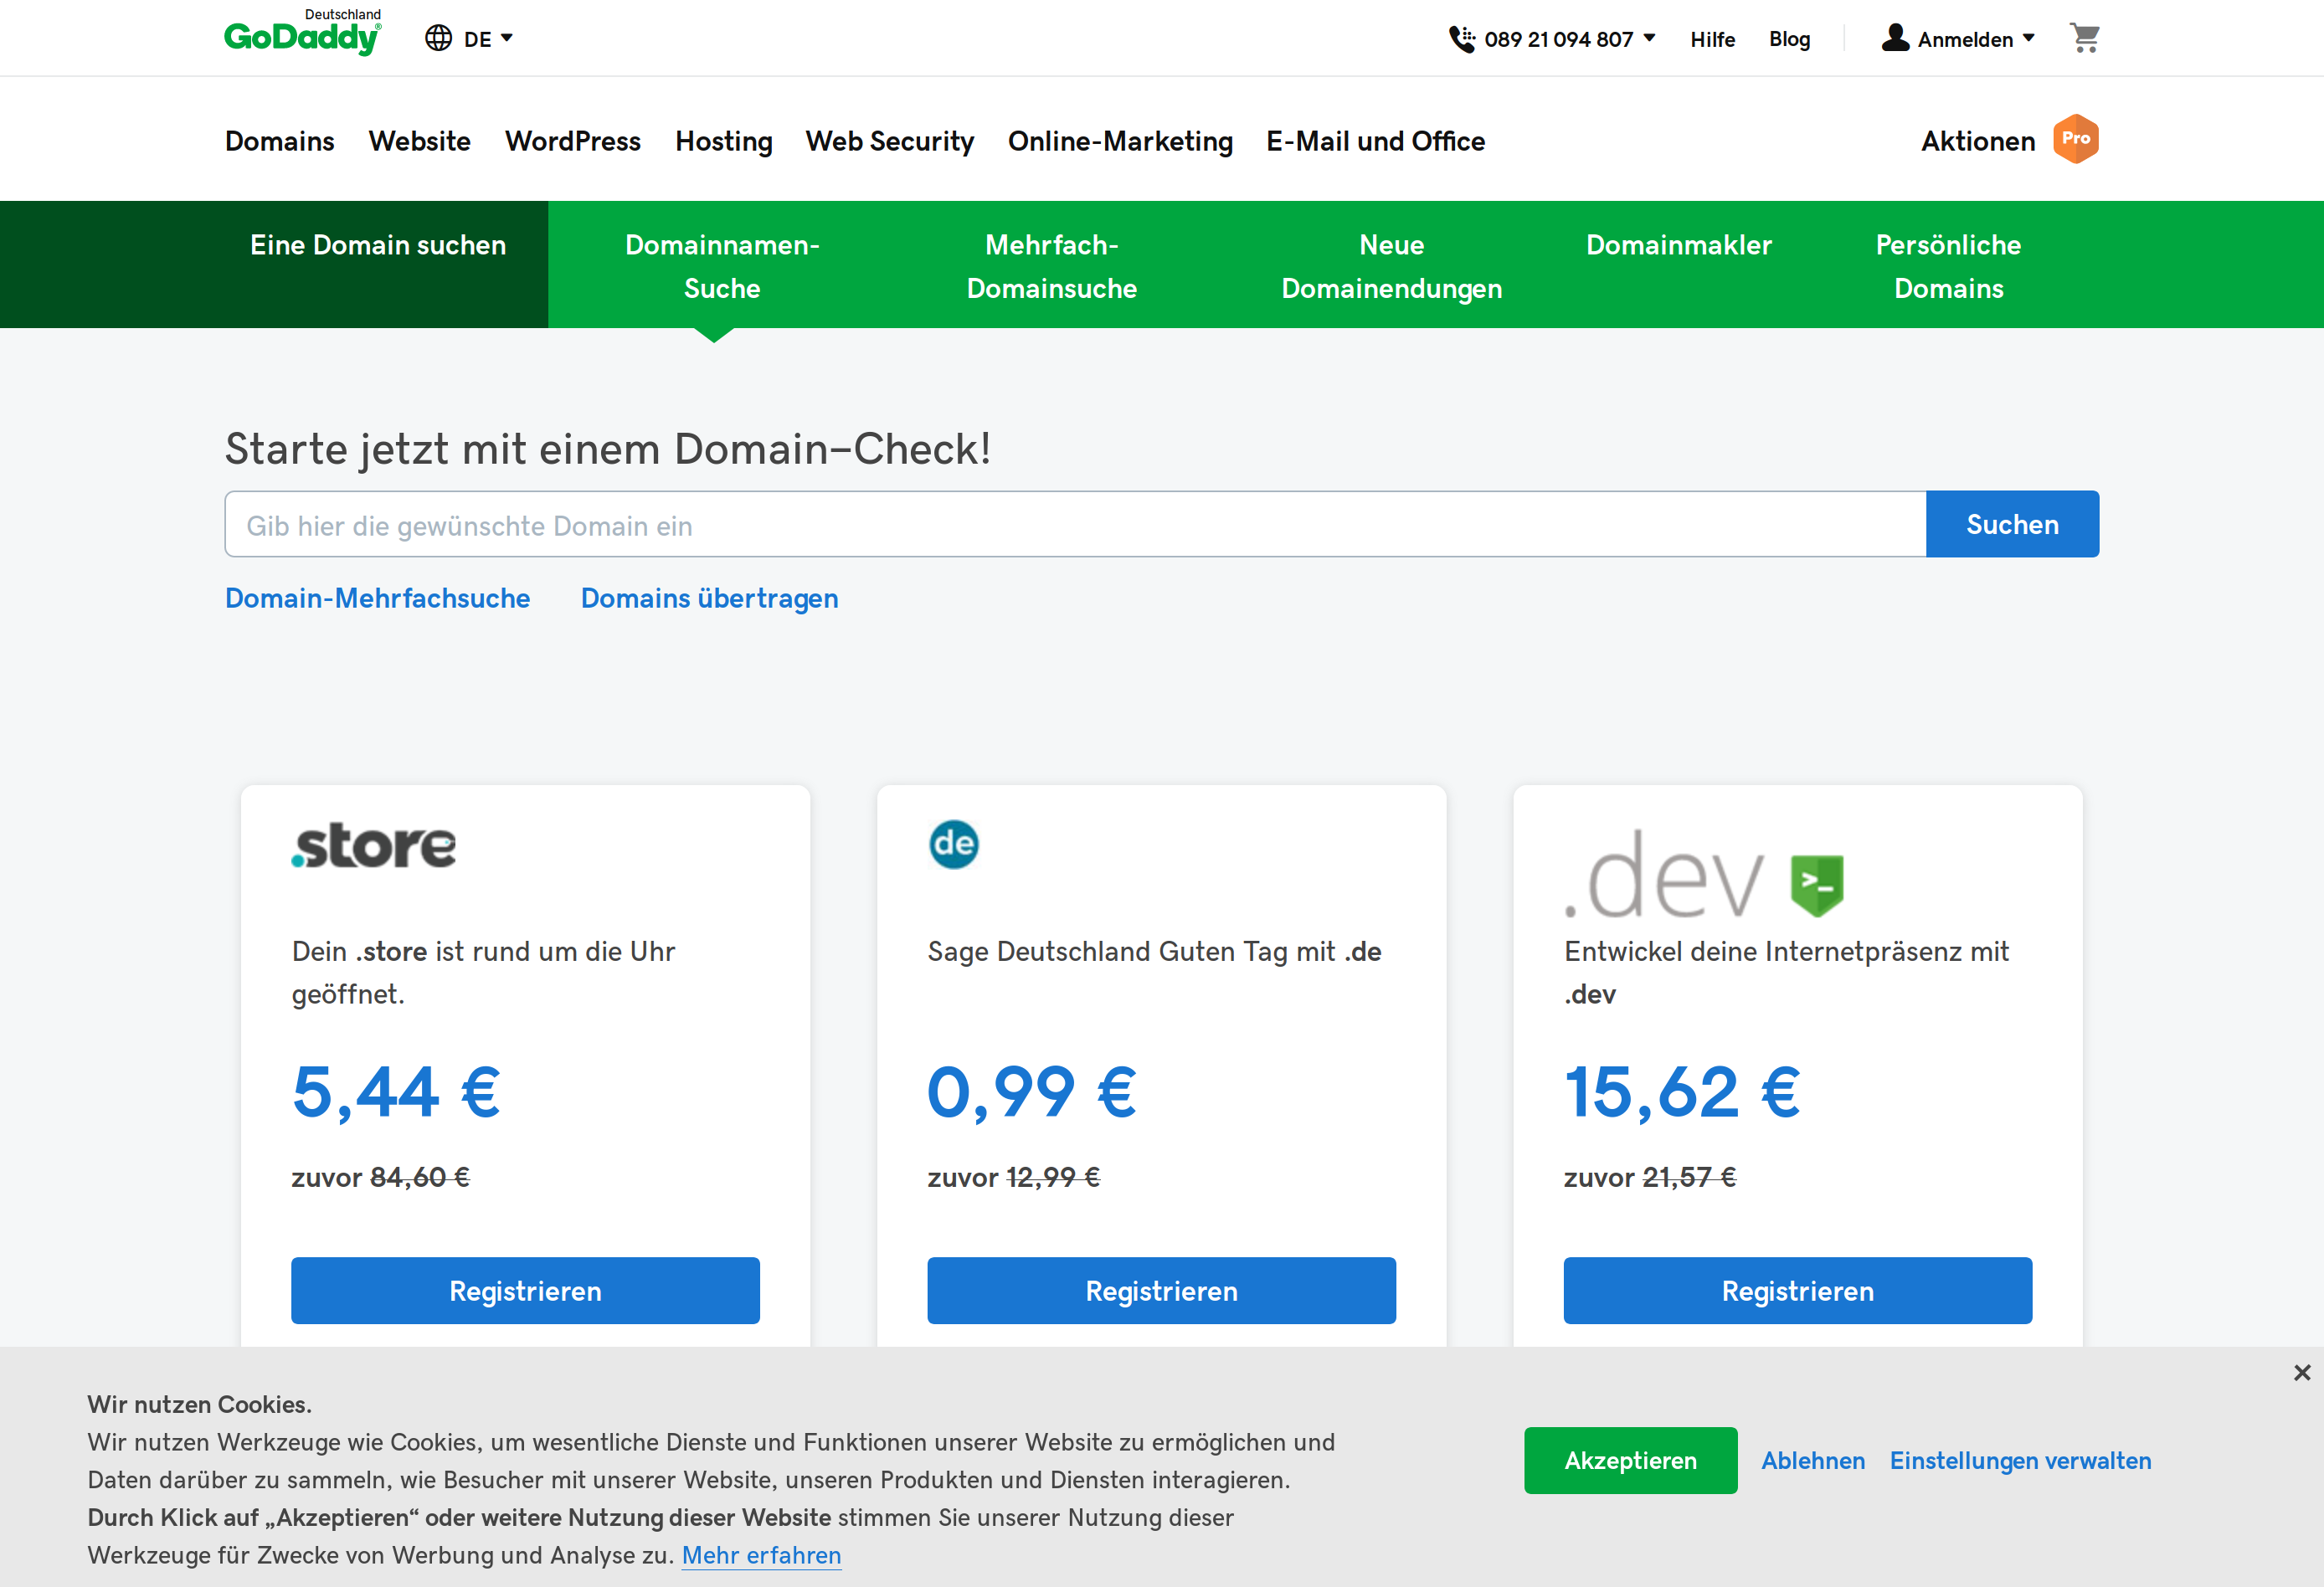 Deutschland
GoDaddy®
DE
089 21 094 807
Hilfe
Blog
Anmelden
Domains
Website
WordPress
Hosting
Web Security
Online-Marketing
E-Mail und Office
Aktionen
Pro
Eine Domain suchen
Domainnamen-
Suche
Mehrfach-
Domainsuche
Neue
Domainendungen
Domainmakler
Persönliche
Domains
Starte jetzt mit einem Domain-Check!
Gib hier die gewünschte Domain ein
Suchen
Domain-Mehrfachsuche
Domains übertragen
.store
Dein .store ist rund um die Uhr
geöffnet.
5,44 €
zuvor 84,60 €
Registrieren
de
Sage Deutschland Guten Tag mit .de
0,99 €
zuvor 12,99 €
Registrieren
.dev >_
Entwickel deine Internetpräsenz mit
.dev
15,62 €
zuvor 21,57 €
Registrieren
Wir nutzen Cookies.
Wir nutzen Werkzeuge wie Cookies, um wesentliche Dienste und Funktionen unserer Website zu ermöglichen und
Daten darüber zu sammeln, wie Besucher mit unserer Website, unseren Produkten und Diensten interagieren.
Durch Klick auf „Akzeptieren“ oder weitere Nutzung dieser Website stimmen Sie unserer Nutzung dieser
Werkzeuge für Zwecke von Werbung und Analyse zu. Mehr erfahren
Akzeptieren
Ablehnen
Einstellungen verwalten
×